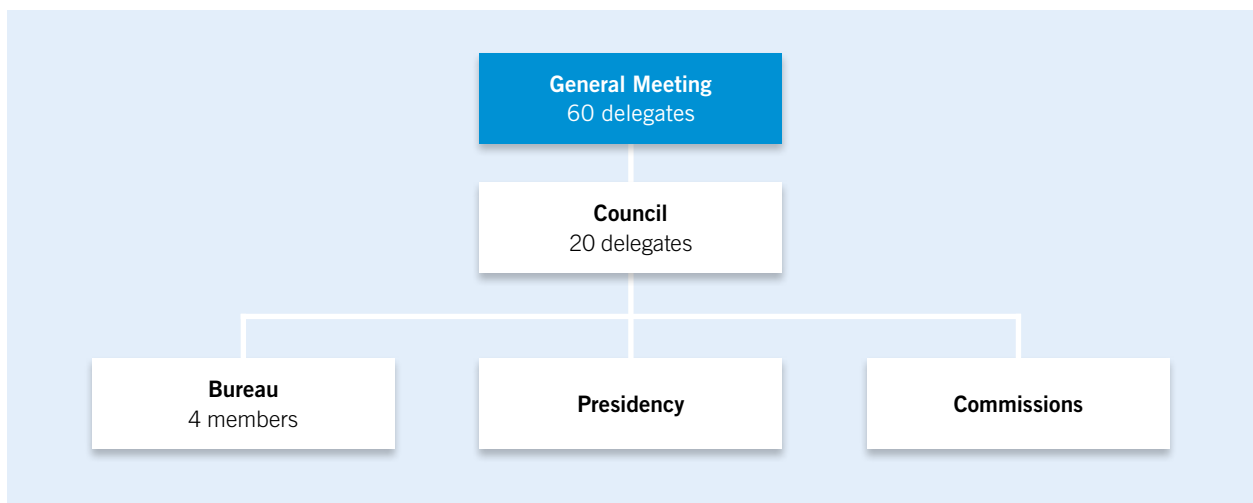 General Meeting
60 delegates
Council
20 delegates
Bureau
4 members
Presidency
Commissions